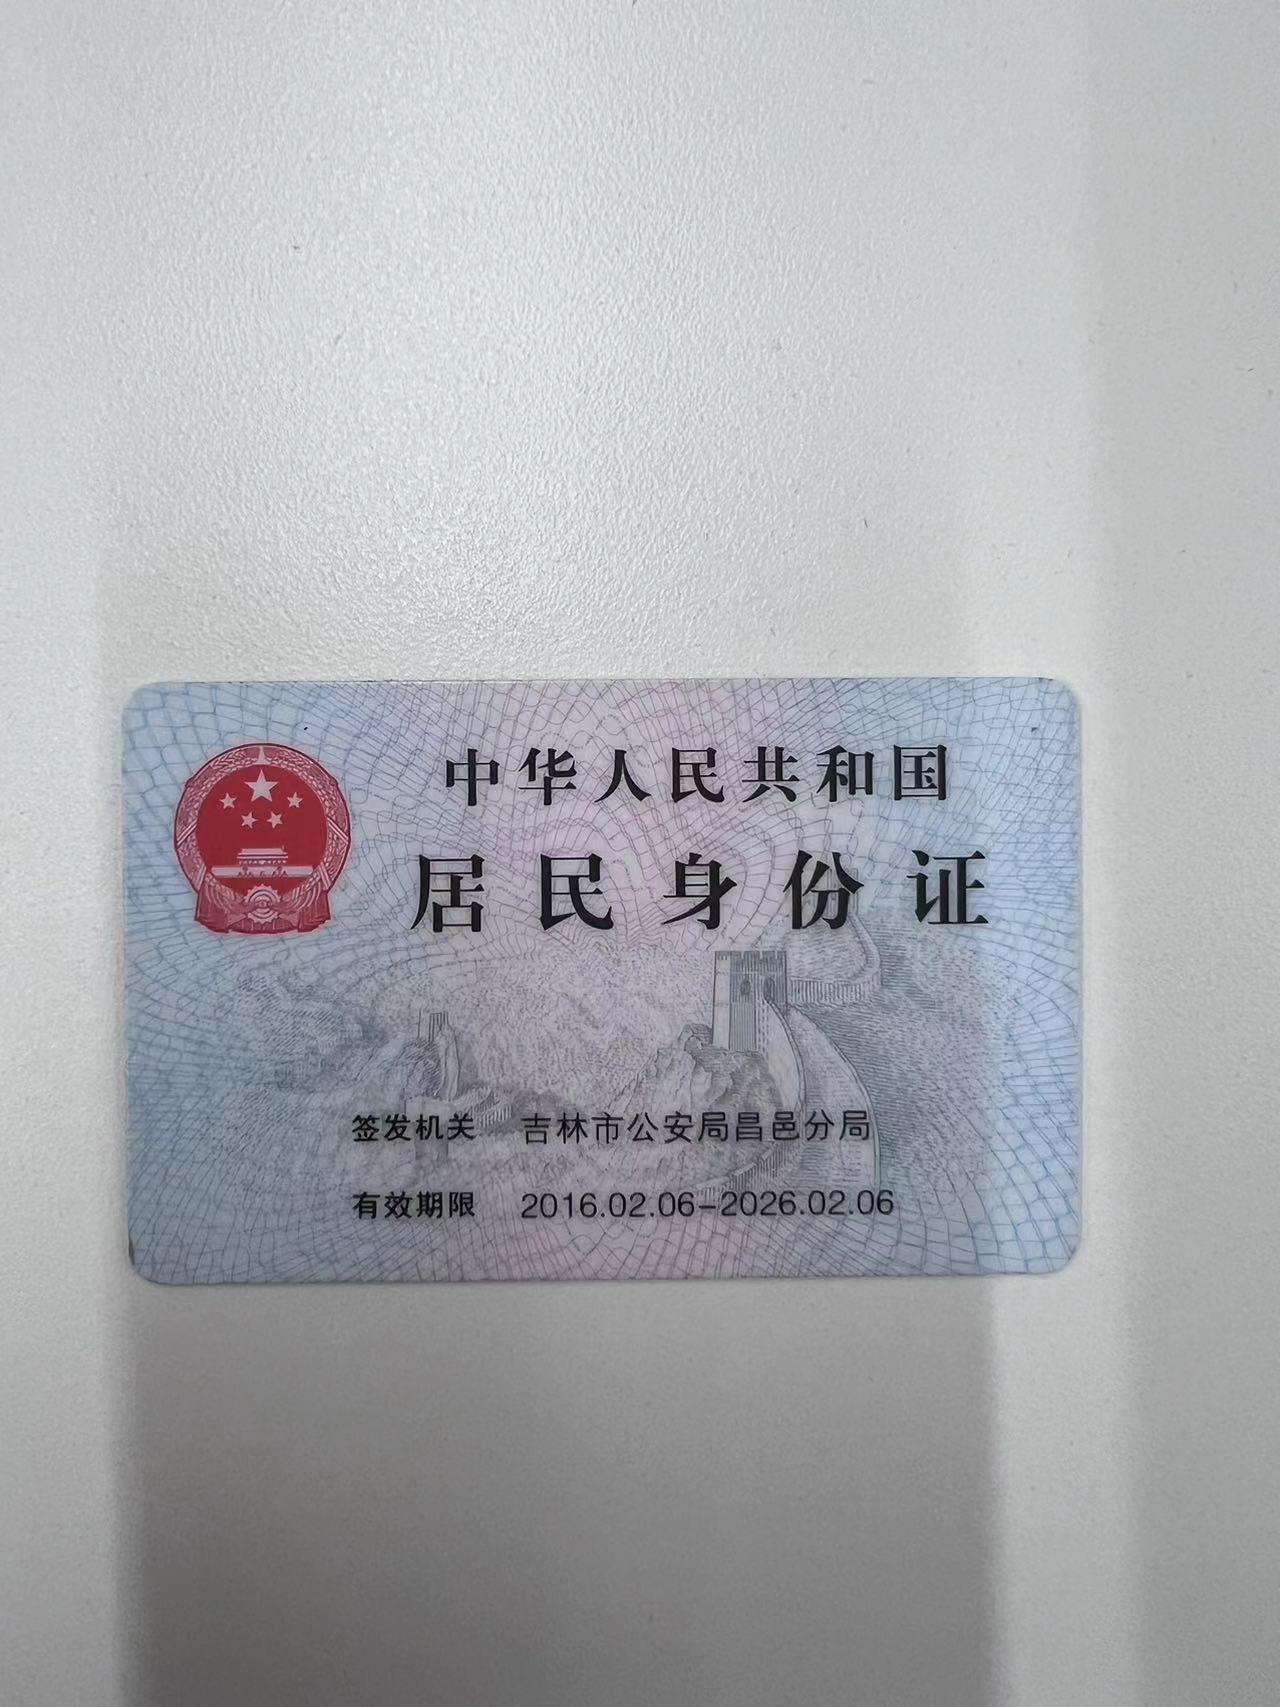 中华人民共和国
居民身份证
签发机关 吉林市公安局昌邑分局
有效期限 2016.02.06-2026.02.06